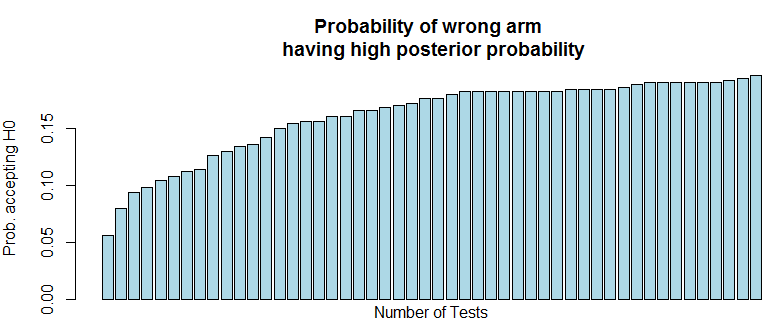 Probability of wrong arm
having high posterior probability
Prob. accepting H0
0.15
0.10
0.05
0.00
Number of Tests